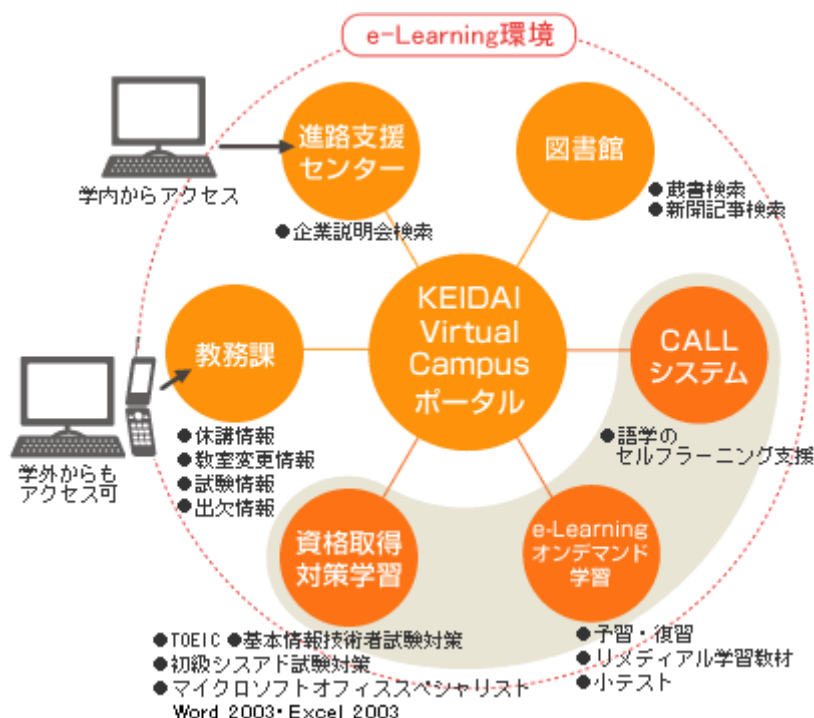 e-Learning環境
進路支援
センター
図書館
学内からアクセス
●蔵書検索
●新聞記事検索
●企業説明会検索
KEIDAI
Virtual
Campus
ポータル
CALL
システム
教務課
●語学の
セルフラーニング支援
●休講情報
●教室変更情報
●試験情報
●出欠情報
学外からも
アクセス可
資格取得
対策学習
e-Learning
オンデマンド
学習
●TOEIC ●基本情報技術者試験対策
●初級シスアド試験対策
●マイクロソフトオフィススペシャリスト
Word 2003・Excel 2003
●予習・復習
●リメディアル学習教材
●小テスト